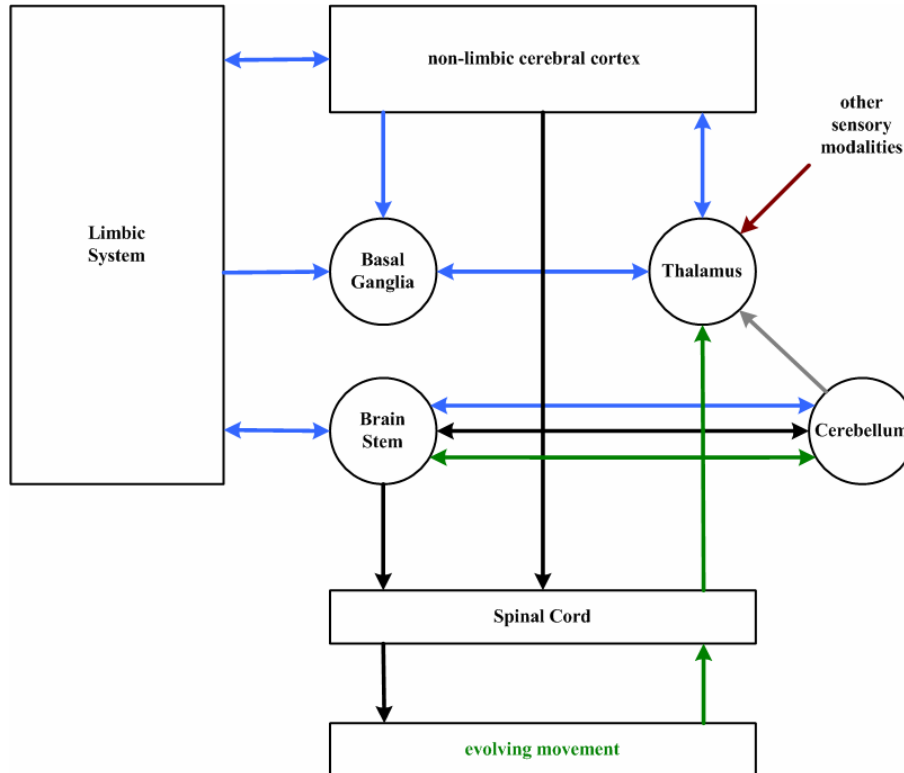 non-limbic cerebral cortex
other
sensory
modalities
Limbic
System
Basal
Ganglia
Thalamus
Brain
Stem
Cerebellum
Spinal Cord
evolving movement